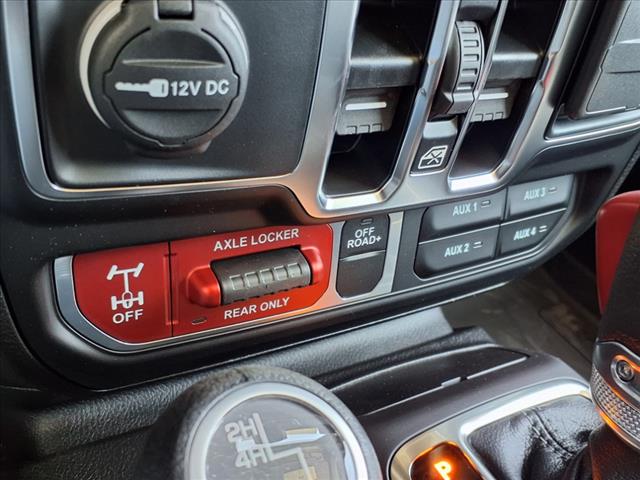 12V DC
AXLE LOCKER
REAR ONLY
OFF
OFF
ROAD+
AUX 1
AUX 3
AUX 2
AUX 4
2H
4H
P